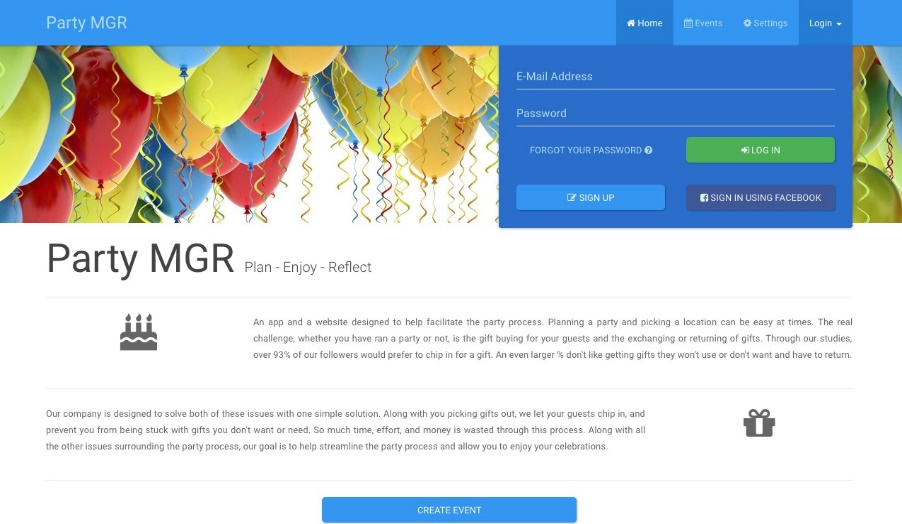 Party MGR
Home Events Settings Login
E-Mail Address
Password
FORGOT YOUR PASSWORD LOG IN
SIGN UP SIGN IN USING FACEBOOK
Party MGR Plan - Enjoy - Reflect
An app and a website designed to help facilitate the party process. Planning a party and picking a location can be easy at times. The real
challenge, whether you have ran a party or not, is the gift buying for your guests and the exchanging or returning of gifts. Through our studies,
over 93% of our followers would prefer to chip in for a gift. An even larger % don't like getting gifts they won't use or don't want and have to return.
Our company is designed to solve both of these issues with one simple solution. Along with you picking gifts out, we let your guests chip in, and
prevent you from being stuck with gifts you don't want or need. So much time, effort, and money is wasted through this process. Along with all
the other issues surrounding the party process, our goal is to help streamline the party process and allow you to enjoy your celebrations.
CREATE EVENT